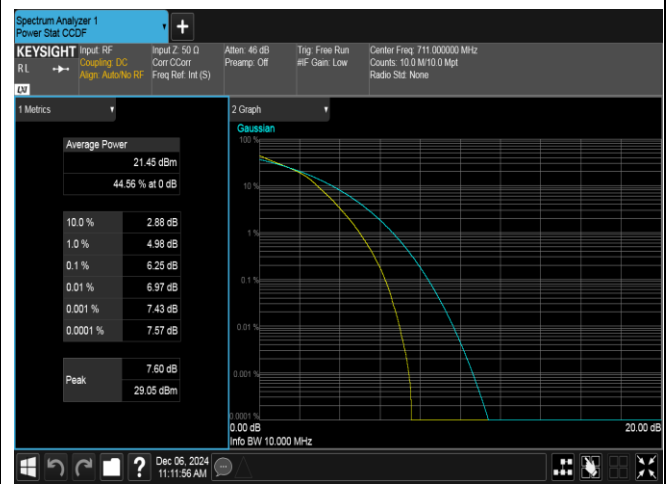 Spectrum Analyzer 1
Power Stat CCDF
+
KEYSIGHT Input: RF Input Z: 50 Ω Atten: 46 dB Trig: Free Run Center Freq: 711.000000 MHz
RL Coupling: DC Corr CCorr Preamp: Off #IF Gain: Low Counts: 10.0 M/10.0 Mpt
Align: Auto/No RF Freq Ref: Int (S) Radio Std: None
LXI
1 Metrics
Average Power
21.45 dBm
44.56 % at 0 dB
10.0 % 2.88 dB
1.0 % 4.98 dB
0.1 % 6.25 dB
0.01 % 6.97 dB
0.001 % 7.43 dB
0.0001 % 7.57 dB
Peak 7.60 dB
29.05 dBm
2 Graph
Gaussian
100 %
10 %
1 %
0.1 %
0.01 %
0.001 %
0.0001 %
0.00 dB 20.00 dB
Info BW 10.000 MHz
? Dec 06, 2024
11:11:56 AM